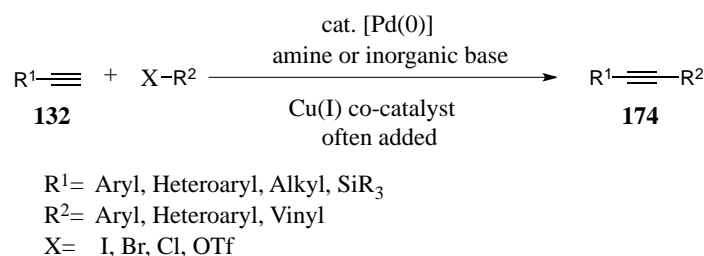 cat. [Pd(0)]
amine or inorganic base
R¹ + X–R² R¹ R²
132 Cu(I) co-catalyst 174
often added
R¹= Aryl, Heteroaryl, Alkyl, SiR₃
R²= Aryl, Heteroaryl, Vinyl
X= I, Br, Cl, OTf